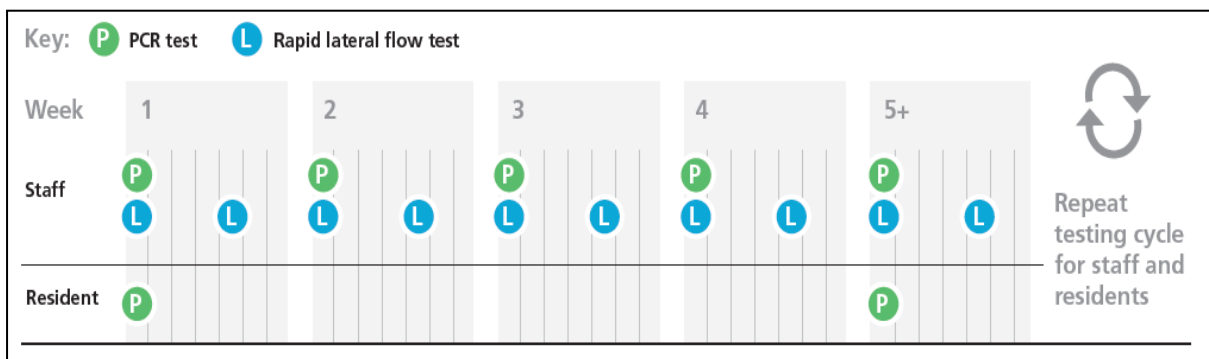 Key: P PCR test L Rapid lateral flow test
Week 1 2 3 4 5+
P P P P P
Staff
L L L L L L L L L L
Repeat
testing cycle
for staff and
residents
Resident P P